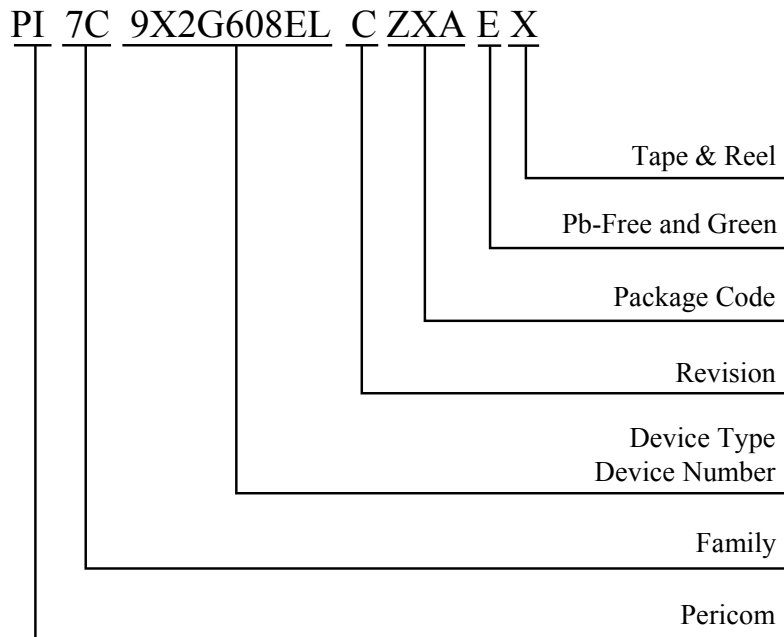 PI 7C 9X2G608EL C ZXA E X
Tape & Reel
Pb-Free and Green
Package Code
Revision
Device Type
Device Number
Family
Pericom